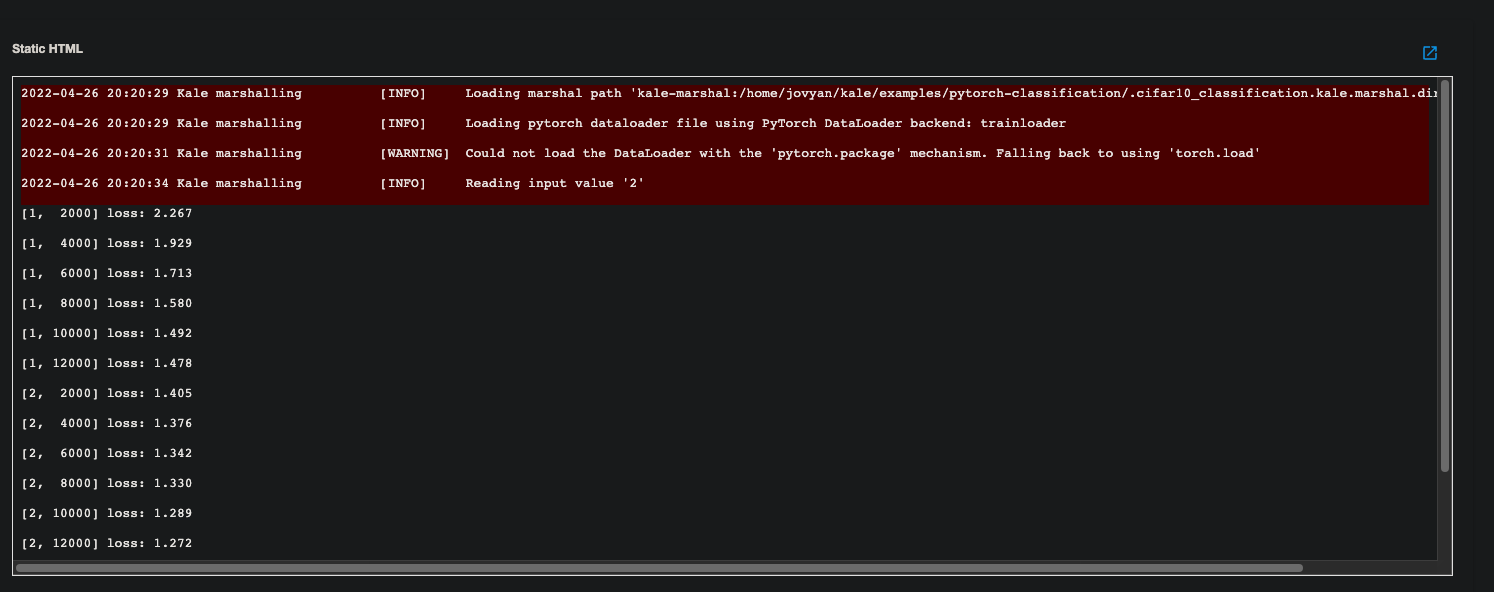 Static HTML
2022-04-26 20:20:29 Kale marshalling          [INFO]     Loading marshal path 'kale-marshal:/home/jovyan/kale/examples/pytorch-classification/.cifar10_classification.kale.marshal.dir
2022-04-26 20:20:29 Kale marshalling          [INFO]     Loading pytorch dataloader file using PyTorch DataLoader backend: trainloader
2022-04-26 20:20:31 Kale marshalling          [WARNING]  Could not load the DataLoader with the 'pytorch.package' mechanism. Falling back to using 'torch.load'
2022-04-26 20:20:34 Kale marshalling          [INFO]     Reading input value '2'
[1,  2000] loss: 2.267
[1,  4000] loss: 1.929
[1,  6000] loss: 1.713
[1,  8000] loss: 1.580
[1, 10000] loss: 1.492
[1, 12000] loss: 1.478
[2,  2000] loss: 1.405
[2,  4000] loss: 1.376
[2,  6000] loss: 1.342
[2,  8000] loss: 1.330
[2, 10000] loss: 1.289
[2, 12000] loss: 1.272